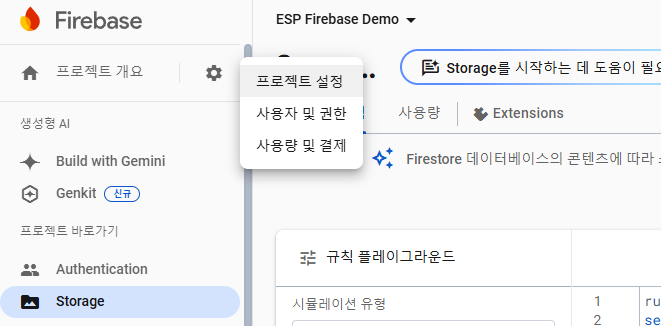 Firebase
ESP Firebase Demo
프로젝트 개요
프로젝트 설정
사용자 및 권한
사용량 및 결제
Storage를 시작하는 데 도움이 필요
사용량
Extensions
생성형 AI
Build with Gemini
Genkit 신규
Firestore 데이터베이스의 콘텐츠에 따라
프로젝트 바로가기
Authentication
Storage
규칙 플레이그라운드
시뮬레이션 유형
1 ru
2 se